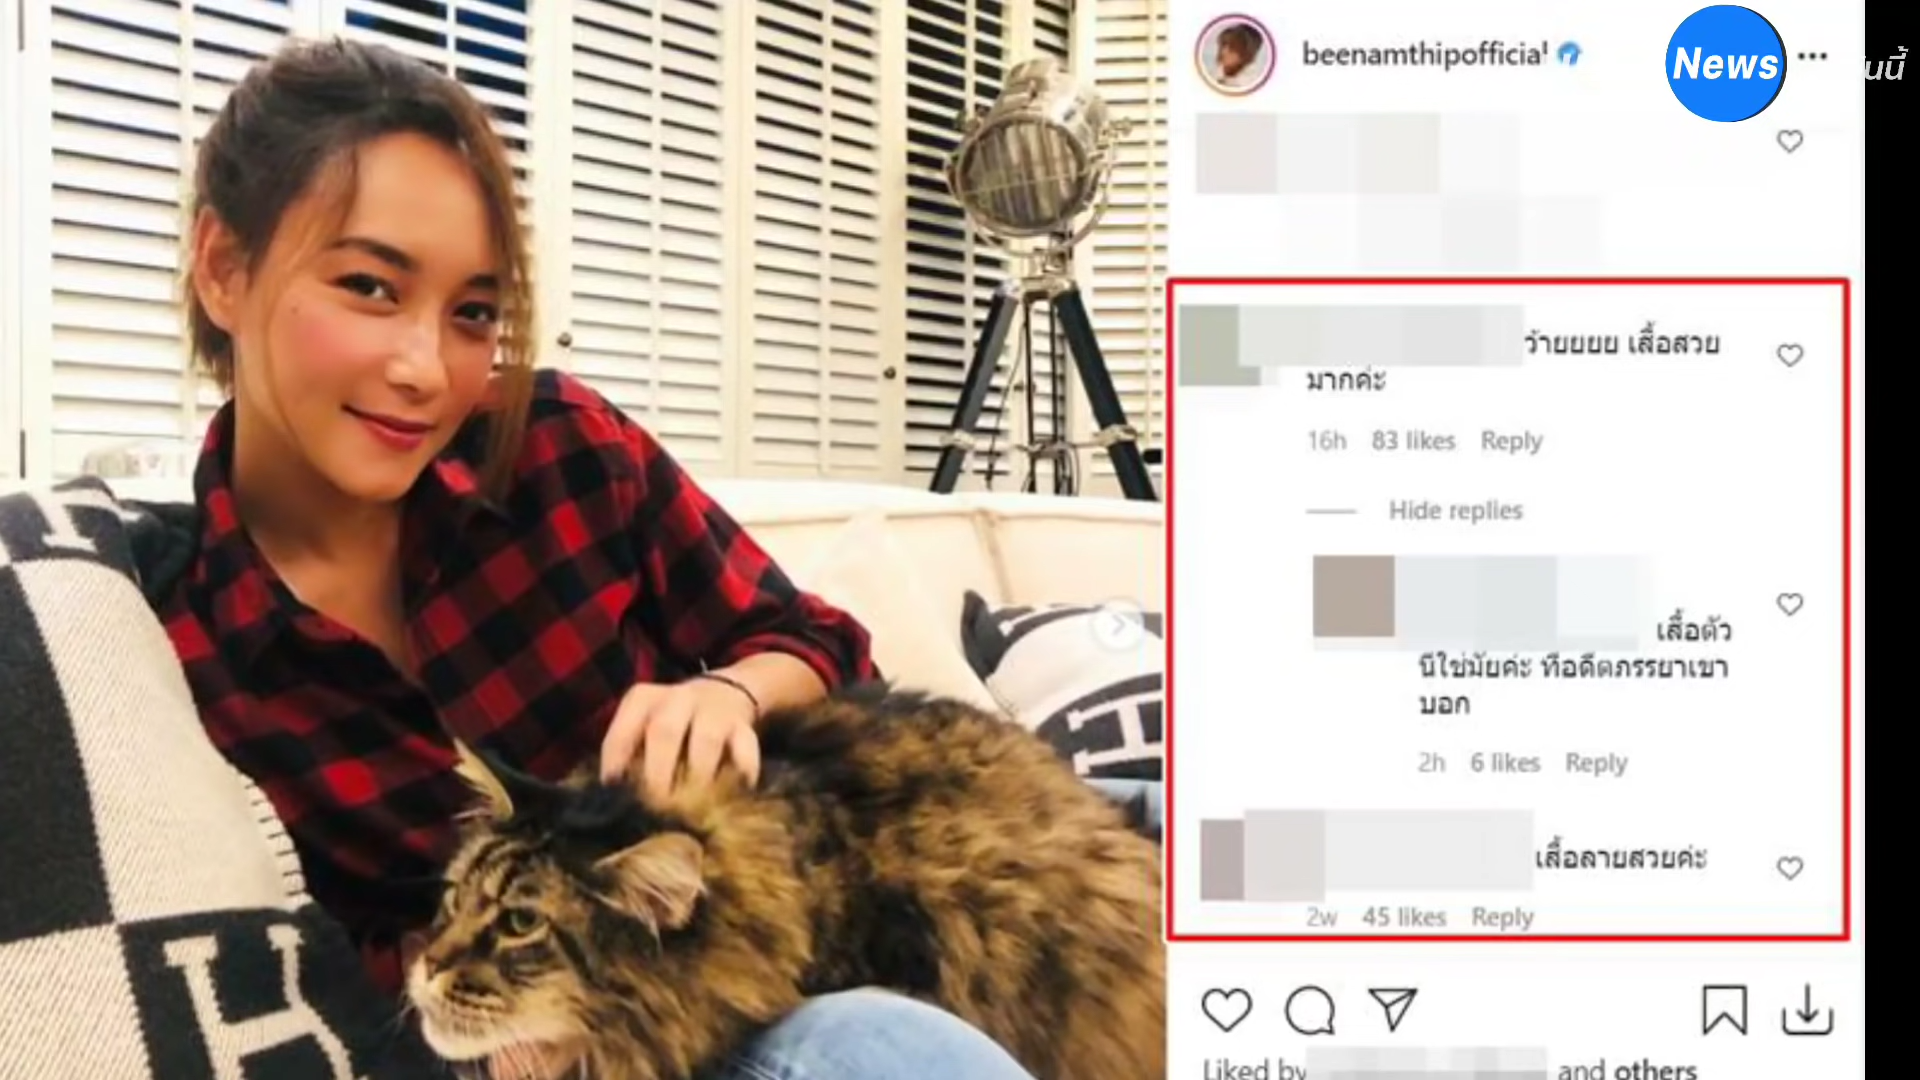 beenamthipofficial
News
นนี้
ว้ายยยย เสื้อสวย
มากค่ะ
16h 83 likes Reply
Hide replies
เสื้อตัว
นี้ใช่มั้ยค่ะ ที่อดีตภรรยาเขา
บอก
2h 6 likes Reply
เสื้อลายสวยค่ะ
2w 45 likes Reply
Liked by
and others
H
H